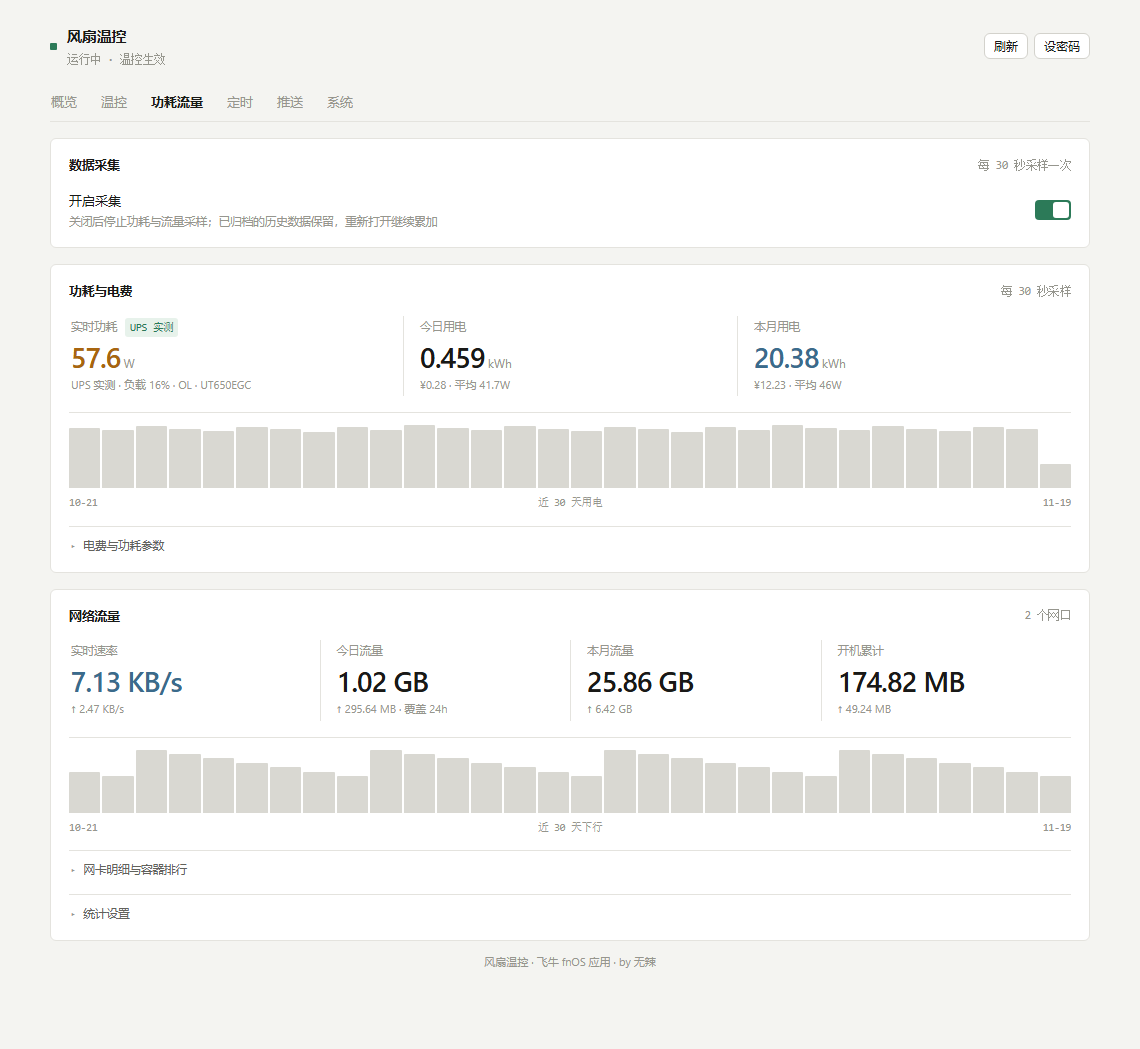 风扇温控
运行中 · 温控生效
刷新 设密码
概览 温控 功耗流量 定时 推送 系统
数据采集 每 30 秒采样一次
开启采集
关闭后停止功耗与流量采样；已归档的历史数据保留，重新打开继续累加
功耗与电费 每 30 秒采样
实时功耗 UPS 实测 今日用电 本月用电
57.6 W 0.459 kWh 20.38 kWh
UPS 实测 · 负载 16% · OL · UT650EGC ¥0.28 · 平均 41.7W ¥12.23 · 平均 46W
10-21 近 30 天用电 11-19
电费与功耗参数
网络流量 2 个网口
实时速率 今日流量 本月流量 开机累计
7.13 KB/s 1.02 GB 25.86 GB 174.82 MB
↑ 2.47 KB/s ↑ 295.64 MB · 覆盖 24h ↑ 6.42 GB ↑ 49.24 MB
10-21 近 30 天下行 11-19
网卡明细与容器排行
统计设置
风扇温控 · 飞牛 fnOS 应用 · by 无辣